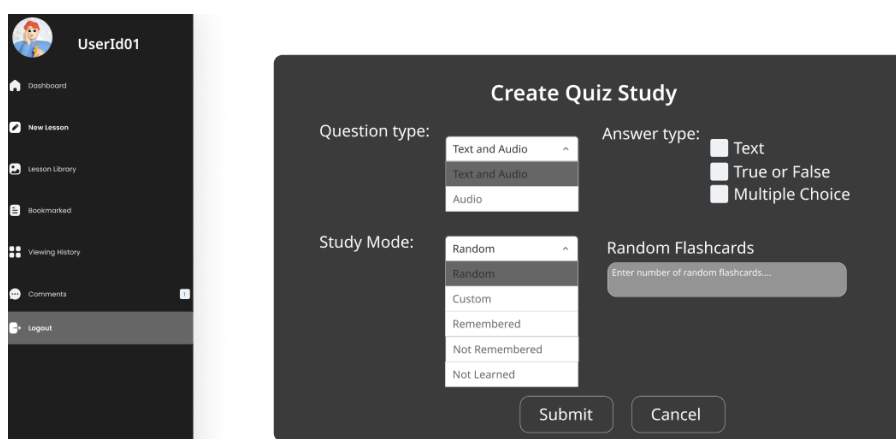 UserId01
Dashboard
New Lesson
Lesson Library
Bookmarked
Viewing History
Comments
Logout
Create Quiz Study
Question type:
Text and Audio
Text and Audio
Audio
Answer type:
Text
True or False
Multiple Choice
Study Mode:
Random
Random
Custom
Remembered
Not Remembered
Not Learned
Random Flashcards
Enter number of random flashcards....
Submit
Cancel